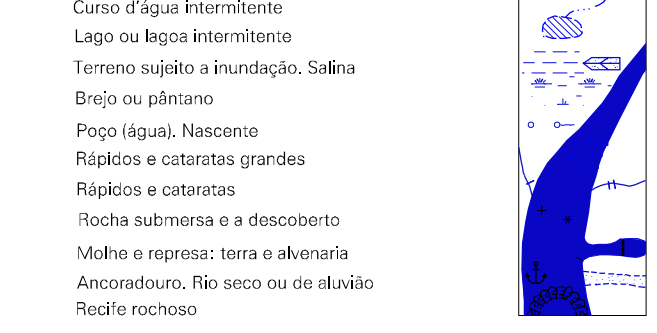 Curso d'água intermitente
Lago ou lagoa intermitente
Terreno sujeito a inundação. Salina
Brejo ou pântano
Poço (água). Nascente
Rápidos e cataratas grandes
Rápidos e cataratas
Rocha submersa e a descoberto
Molhe e represa: terra e alvenaria
Ancoradouro. Rio seco ou de aluvião
Recife rochoso